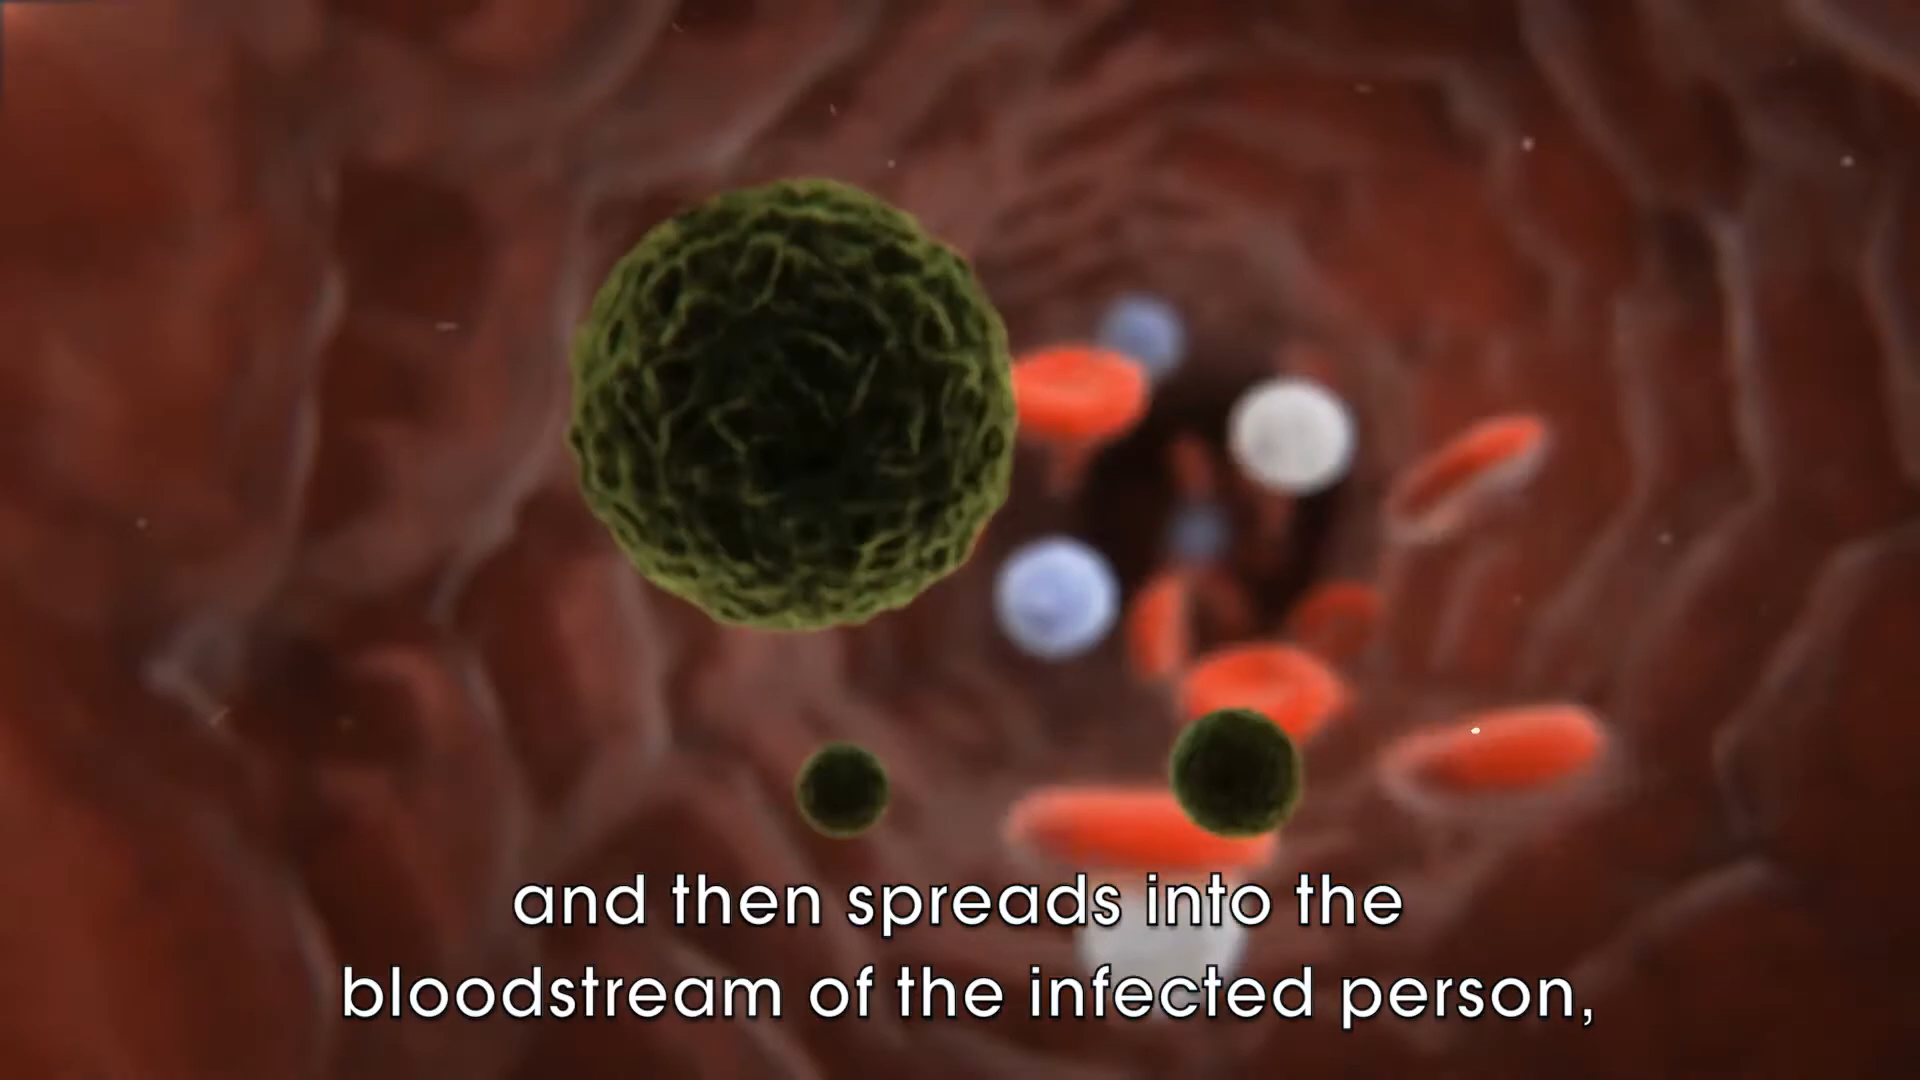 and then spreads into the
bloodstream of the infected person,